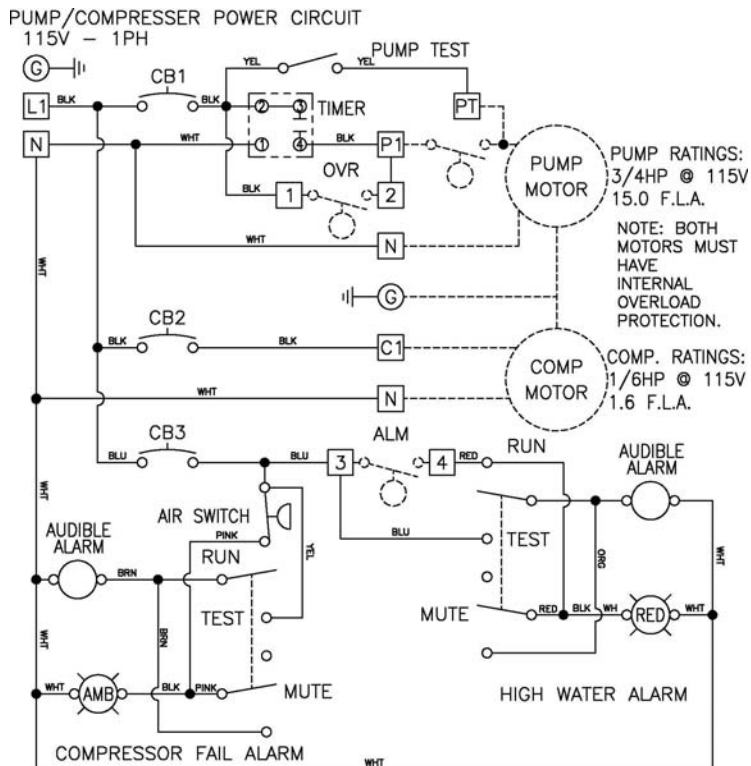 PUMP/COMPRESSER POWER CIRCUIT
115V - 1PH
G
CB1
YEL
YEL
PUMP TEST
L1
BLK
BLK
2
3
TIMER
PT
N
WHT
1
4
BLK
P1
PUMP
MOTOR
PUMP RATINGS:
3/4HP @ 115V
15.0 F.L.A.
OVR
BLK
1
2
WHT
N
NOTE: BOTH
MOTORS MUST
HAVE
INTERNAL
OVERLOAD
PROTECTION.
WHT
G
CB2
BLK
BLK
C1
COMP
MOTOR
COMP. RATINGS:
1/6HP @ 115V
1.6 F.L.A.
WHT
N
CB3
BLU
BLU
3
ALM
4
RED
RUN
AUDIBLE
ALARM
WHT
AIR SWITCH
PINK
YEL
BLU
TEST
ORG
WHT
AUDIBLE
ALARM
BRN
RUN
TEST
BRN
MUTE
RED
BLK
WH
RED
WHT
WHT
WHT
AMB
BLK
PINK
MUTE
HIGH WATER ALARM
COMPRESSOR FAIL ALARM
WHT